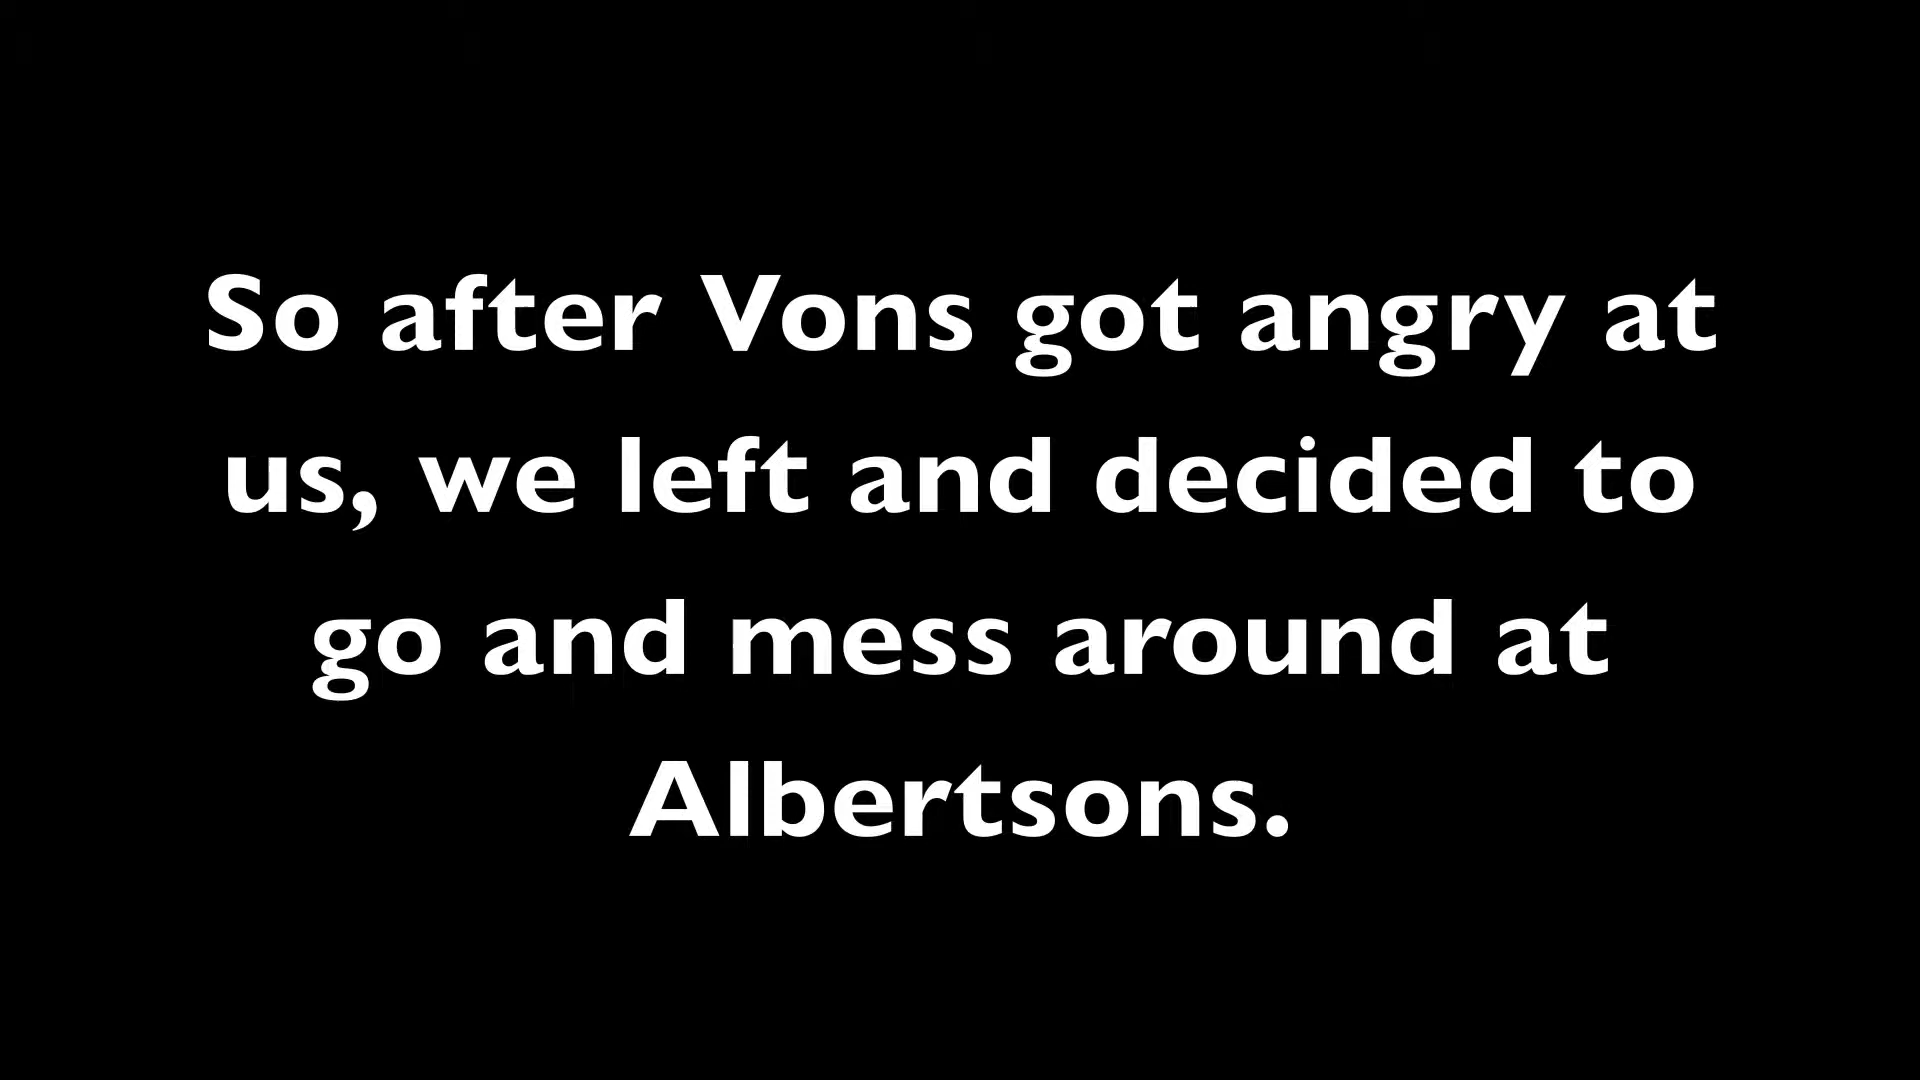 So after Vons got angry at
us, we left and decided to
go and mess around at
Albertsons.